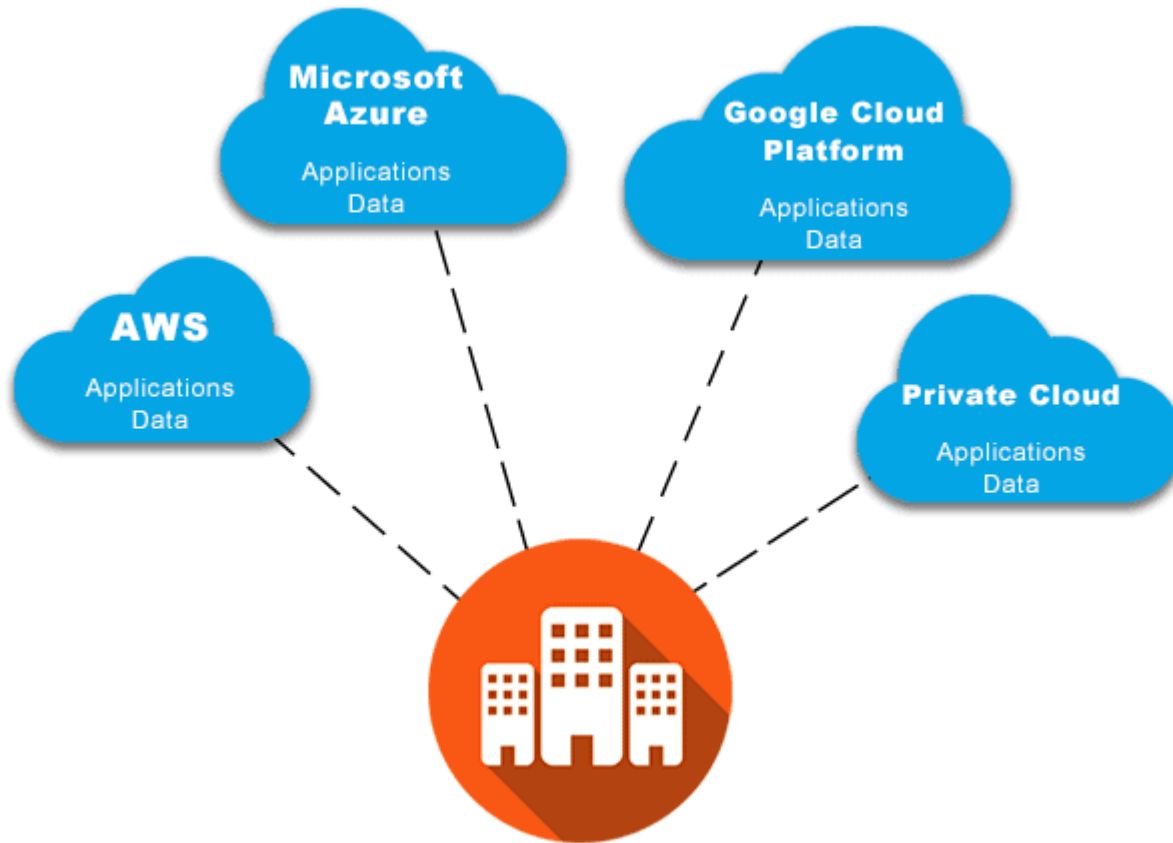 Microsoft
Azure
Applications
Data
Google Cloud
Platform
Applications
Data
AWS
Applications
Data
Private Cloud
Applications
Data